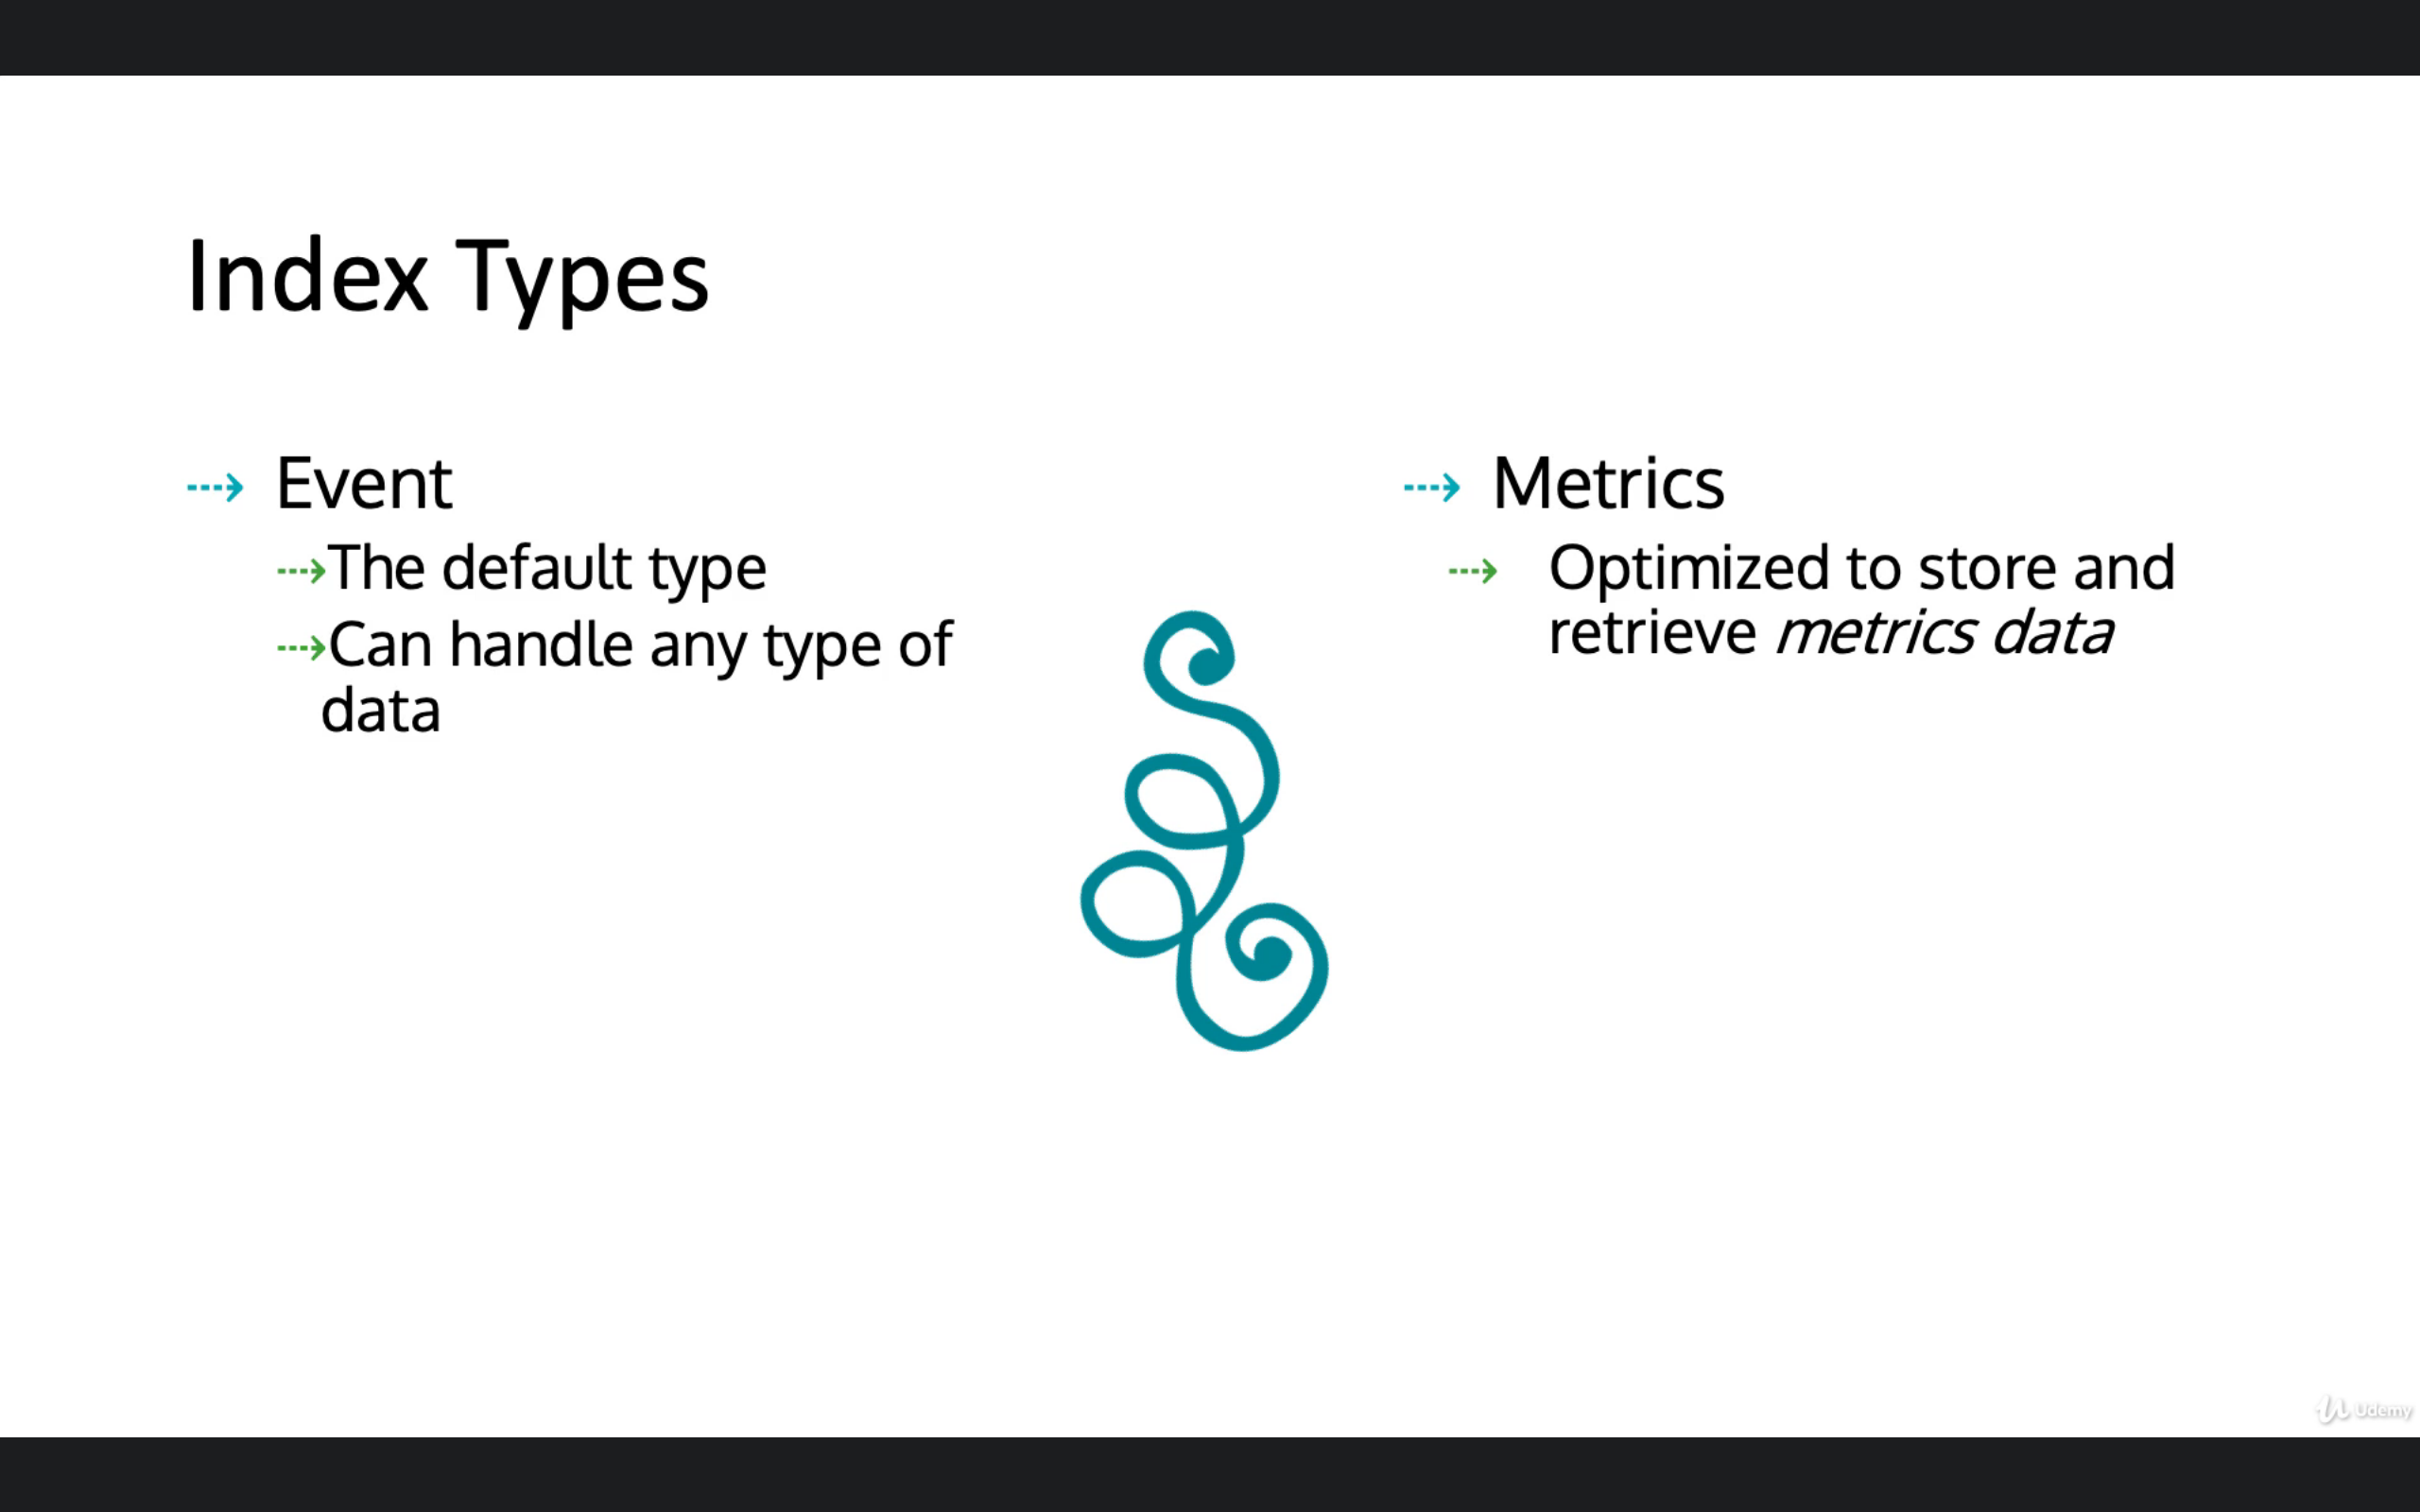 Index Types
Event
The default type
Can handle any type of
data
Metrics
Optimized to store and
retrieve metrics data
Udemy